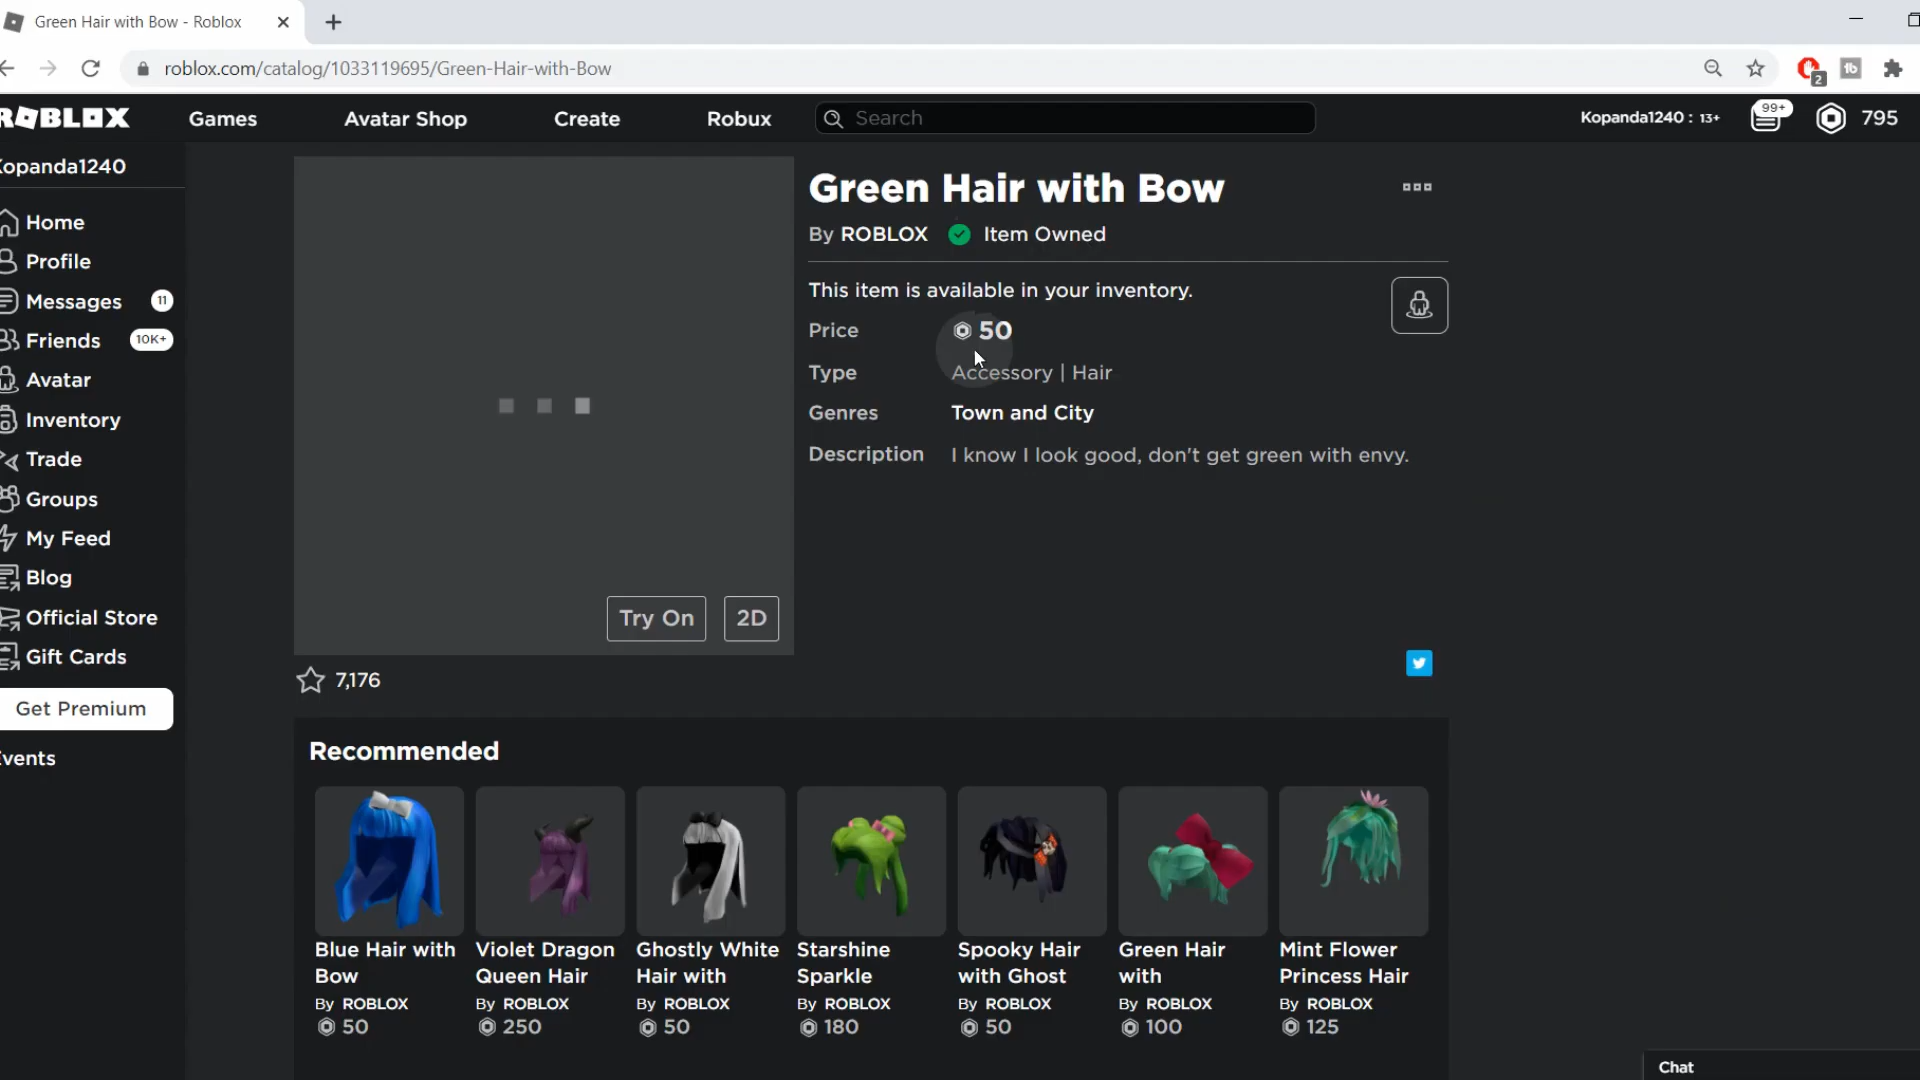 Green Hair with Bow - Roblox
roblox.com/catalog/1033119695/Green-Hair-with-Bow
2
ROBLOX
Games
Avatar Shop
Create
Robux
Search
Kopanda1240 : 13+
99+
795
Kopanda1240
Home
Profile
Messages
11
Friends
10K+
Avatar
Inventory
Trade
Groups
My Feed
Blog
Official Store
Gift Cards
Get Premium
Events
Try On
2D
7,176
Green Hair with Bow
By ROBLOX Item Owned
This item is available in your inventory.
Price 50
Type Accessory | Hair
Genres Town and City
Description I know I look good, don't get green with envy.
Recommended
Blue Hair with
Bow
By ROBLOX
50
Violet Dragon
Queen Hair
By ROBLOX
250
Ghostly White
Hair with
By ROBLOX
50
Starshine
Sparkle
By ROBLOX
180
Spooky Hair
with Ghost
By ROBLOX
50
Green Hair
with
By ROBLOX
100
Mint Flower
Princess Hair
By ROBLOX
125
Chat